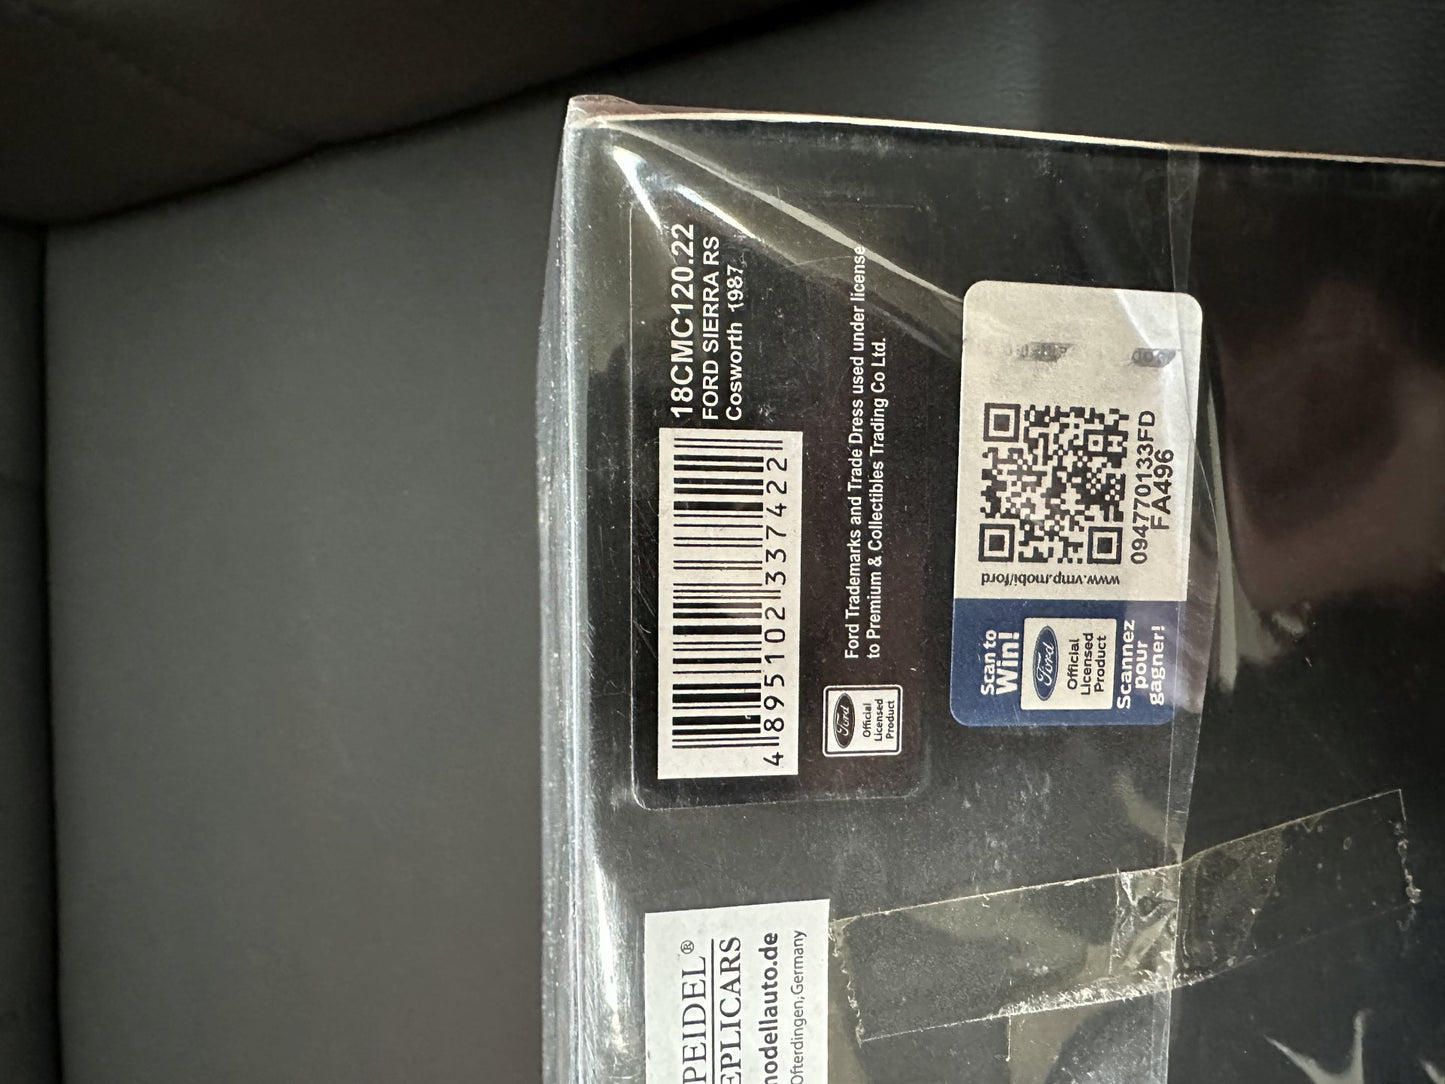 18CMC120.22
FORD SIERRA RS
Cosworth 1987
4 895102 337422
Ford Trademarks and Trade Dress used under license
to Premium & Collectibles Trading Co Ltd.
Ford
Official
Licensed
Product
Scan to
Win!
Ford
Official
Licensed
Product
Scannez
pour
gagner!
www.vmp.mobi/ford
094770133FD
FA496
PEIDEL®
EPLICARS
modellauto.de
Ofterdingen,Germany